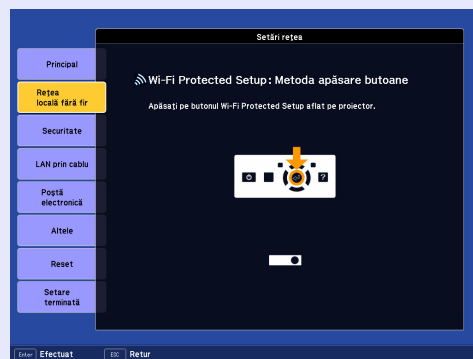 Setări rețea
Principal
Rețea
locală fără fir
Securitate
LAN prin cablu
Poștă
electronică
Altele
Reset
Setare
terminată
Wi-Fi Protected Setup: Metoda apăsare butoane
Apăsați pe butonul Wi-Fi Protected Setup aflat pe proiector.
?
Enter Efectuat ESC Retur